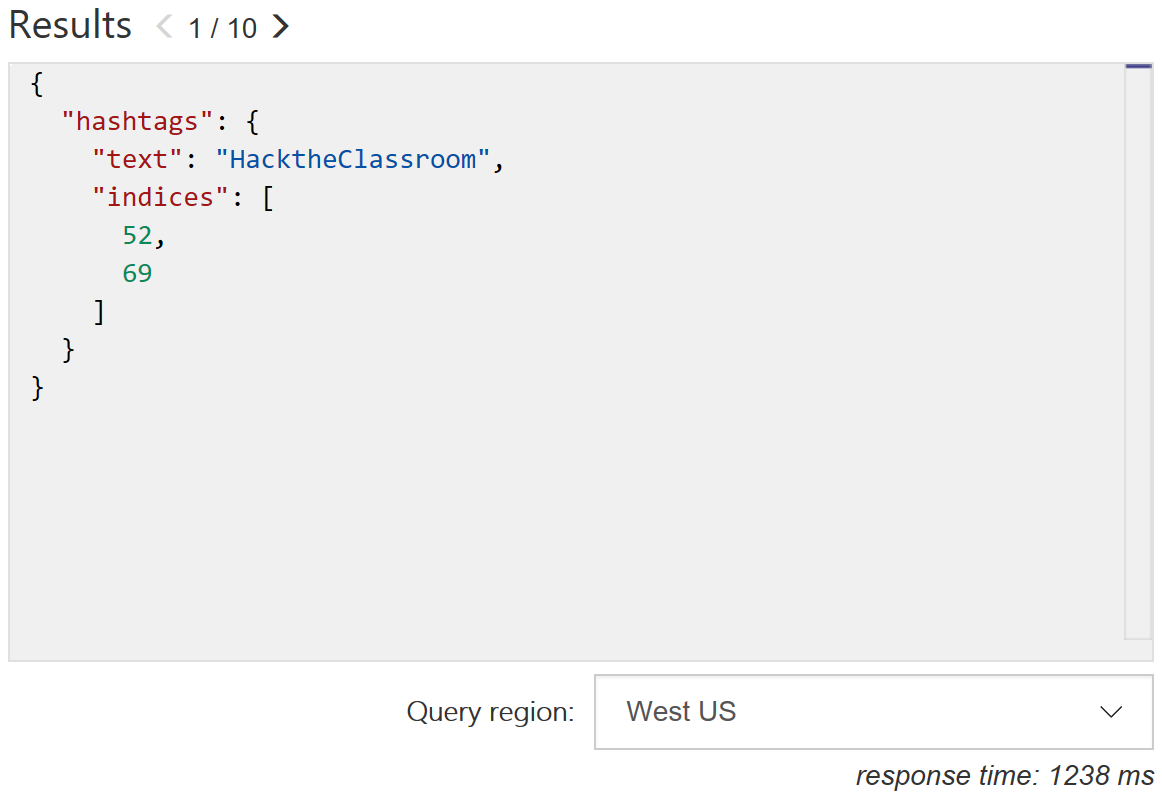 Results < 1 / 10 >
{
  "hashtags": {
    "text": "HacktheClassroom",
    "indices": [
      52,
      69
    ]
  }
}
Query region: West US
response time: 1238 ms